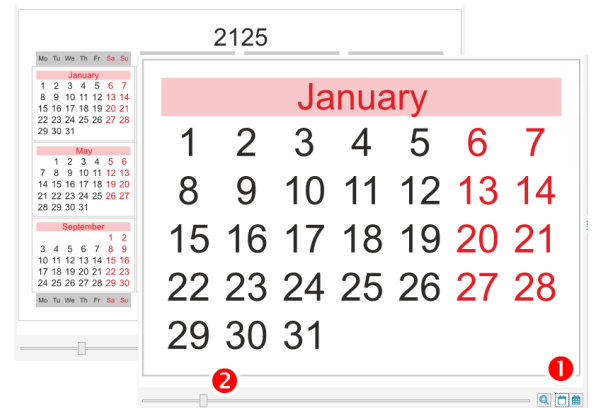 2125
Mo Tu We Th Fr Sa Su
January
1 2 3 4 5 6 7
8 9 10 11 12 13 14
15 16 17 18 19 20 21
22 23 24 25 26 27 28
29 30 31
May
1 2 3 4 5 6
7 8 9 10 11 12 13
14 15 16 17 18 19 20
21 22 23 24 25 26 27
28 29 30 31
September
1 2
3 4 5 6 7 8 9
10 11 12 13 14 15 16
17 18 19 20 21 22 23
24 25 26 27 28 29 30
Mo Tu We Th Fr Sa Su
January
1 2 3 4 5 6 7
8 9 10 11 12 13 14
15 16 17 18 19 20 21
22 23 24 25 26 27 28
29 30 31
1
2